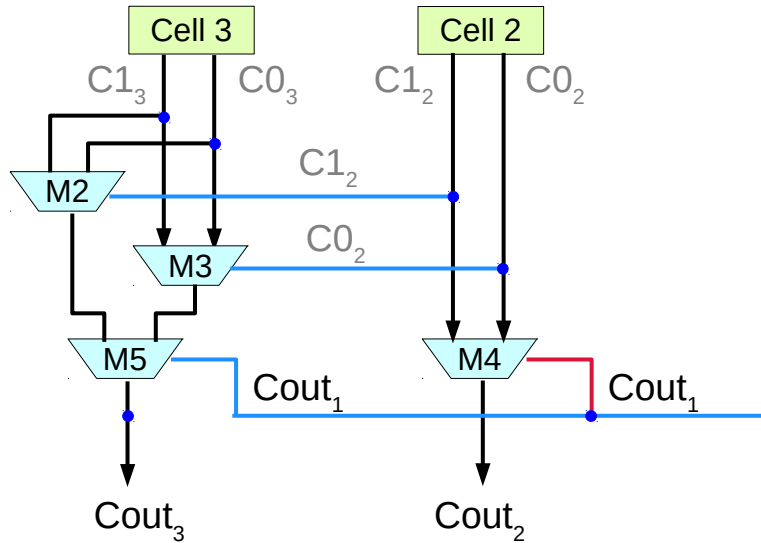 Cell 3
Cell 2
C1₃ C0₃ C1₂ C0₂
M2
C1₂
C0₂
M3
M5
M4
Cout₁
Cout₁
Cout₃
Cout₂